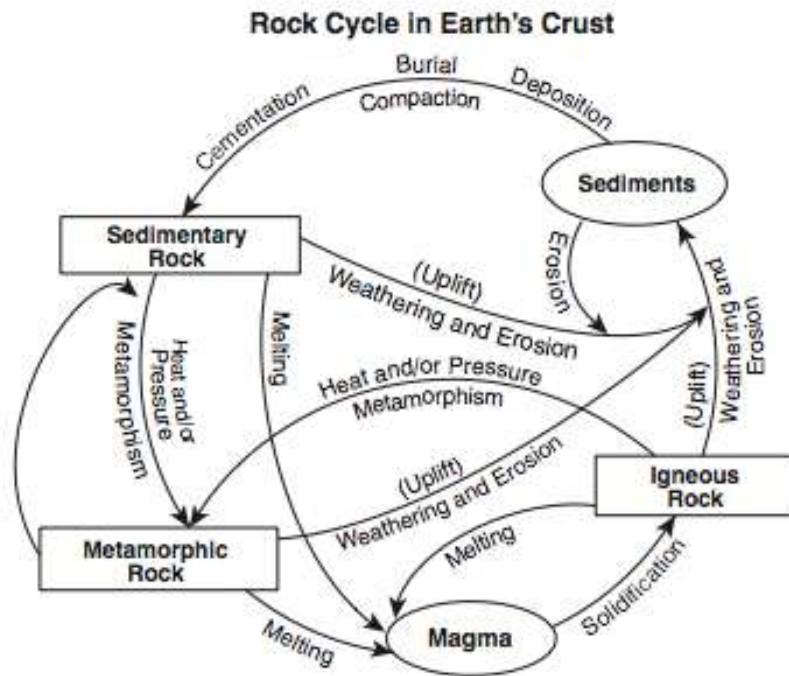 Rock Cycle in Earth's Crust
Burial
Deposition
Cementation
Compaction
Sediments
Sedimentary
Rock
Erosion
(Uplift)
Weathering and Erosion
Weathering and
Erosion
(Uplift)
Melting
Heat and/or
Pressure
Metamorphism
Heat and/or Pressure
Metamorphism
(Uplift)
Weathering and Erosion
Igneous
Rock
Metamorphic
Rock
Melting
Solidification
Melting
Magma